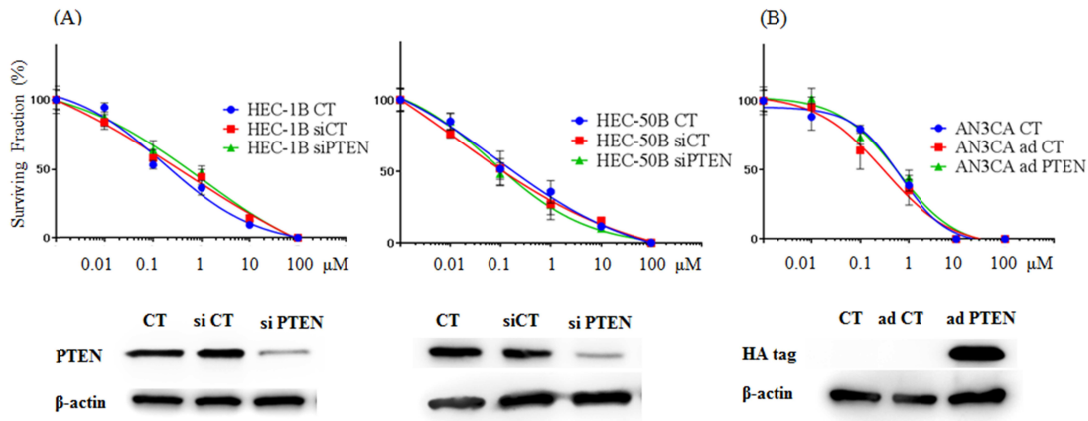 (A)
(B)
Surviving Fraction (%)
100
50
0
HEC-1B CT
HEC-1B siCT
HEC-1B siPTEN
0.01 0.1 1 10 100 µM
100
50
0
HEC-50B CT
HEC-50B siCT
HEC-50B siPTEN
0.01 0.1 1 10 100 µM
100
50
0
AN3CA CT
AN3CA ad CT
AN3CA ad PTEN
0.01 0.1 1 10 100 µM
CT si CT si PTEN
PTEN
β-actin
CT siCT si PTEN
CT ad CT ad PTEN
HA tag
β-actin